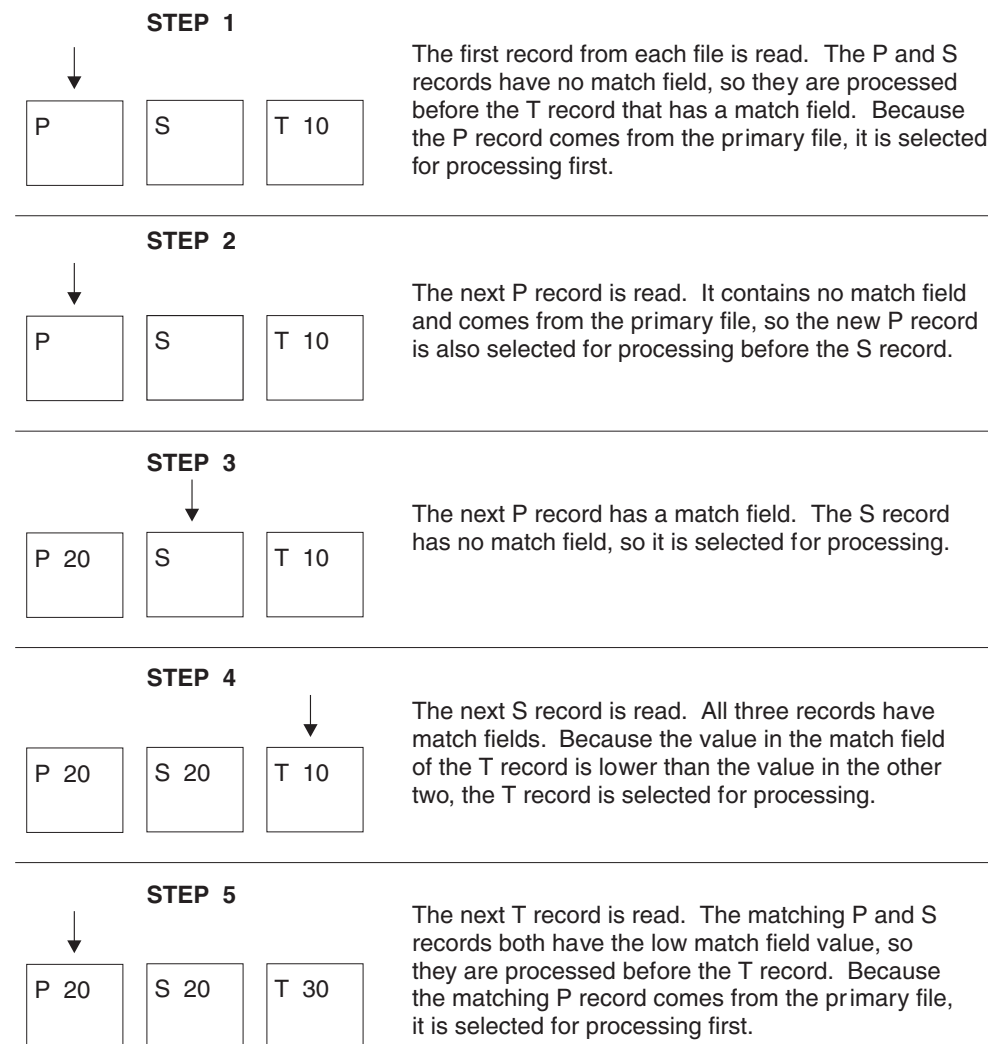 STEP 1
P
S
T 10
The first record from each file is read. The P and S
records have no match field, so they are processed
before the T record that has a match field. Because
the P record comes from the primary file, it is selected
for processing first.
STEP 2
P
S
T 10
The next P record is read. It contains no match field
and comes from the primary file, so the new P record
is also selected for processing before the S record.
STEP 3
P 20
S
T 10
The next P record has a match field. The S record
has no match field, so it is selected for processing.
STEP 4
P 20
S 20
T 10
The next S record is read. All three records have
match fields. Because the value in the match field
of the T record is lower than the value in the other
two, the T record is selected for processing.
STEP 5
P 20
S 20
T 30
The next T record is read. The matching P and S
records both have the low match field value, so
they are processed before the T record. Because
the matching P record comes from the primary file,
it is selected for processing first.